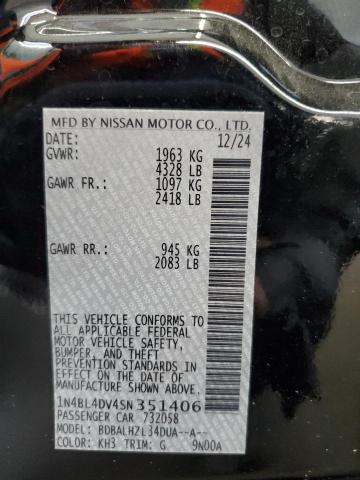 MFD BY NISSAN MOTOR CO., LTD.
DATE: 12/24
GVWR: 1963 KG
4328 LB
GAWR FR.: 1097 KG
2418 LB
GAWR RR.: 945 KG
2083 LB
THIS VEHICLE CONFORMS TO
ALL APPLICABLE FEDERAL
MOTOR VEHICLE SAFETY,
BUMPER, AND THEFT
PREVENTION STANDARDS IN
EFFECT ON THE DATE OF
MANUFACTURE SHOWN ABOVE.
1N4BL4DV4SN351406
PASSENGER CAR 732D58
MODEL: BDBALHZL34DUA--A--
COLOR: KH3 TRIM: G 9N00A